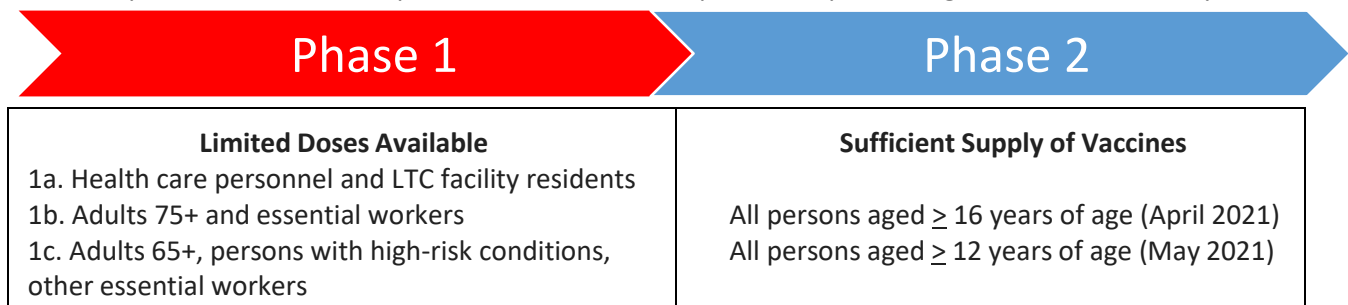 Phase 1
Phase 2
Limited Doses Available
1a. Health care personnel and LTC facility residents
1b. Adults 75+ and essential workers
1c. Adults 65+, persons with high-risk conditions,
other essential workers
Sufficient Supply of Vaccines
All persons aged ≥ 16 years of age (April 2021)
All persons aged ≥ 12 years of age (May 2021)